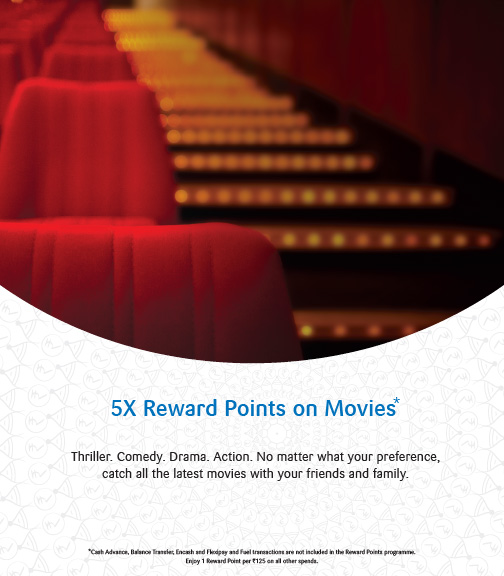 5X Reward Points on Movies*
Thriller. Comedy. Drama. Action. No matter what your preference,
catch all the latest movies with your friends and family.
*Cash Advance, Balance Transfer, Encash and Flexipay and Fuel transactions are not included in the Reward Points programme.
Enjoy 1 Reward Point per ₹125 on all other spends.